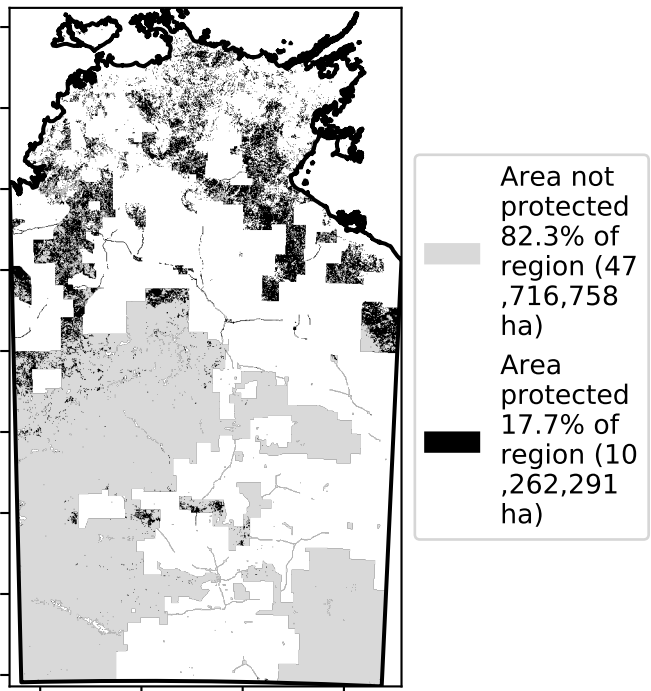 Area not
protected
82.3% of
region (47
,716,758
ha)
Area
protected
17.7% of
region (10
,262,291
ha)